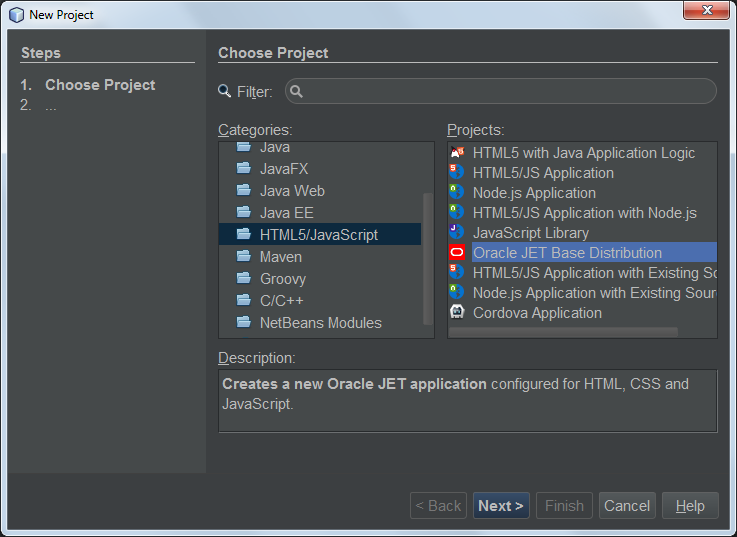 New Project
Steps
1. Choose Project
2. ...
Choose Project
Filter:
Categories:
Java
JavaFX
Java Web
Java EE
HTML5/JavaScript
Maven
Groovy
C/C++
NetBeans Modules
Projects:
HTML5 with Java Application Logic
HTML5/JS Application
Node.js Application
HTML5/JS Application with Node.js
JavaScript Library
Oracle JET Base Distribution
HTML5/JS Application with Existing So
Node.js Application with Existing Sour
Cordova Application
Description:
Creates a new Oracle JET application configured for HTML, CSS and
JavaScript.
< Back Next > Finish Cancel Help